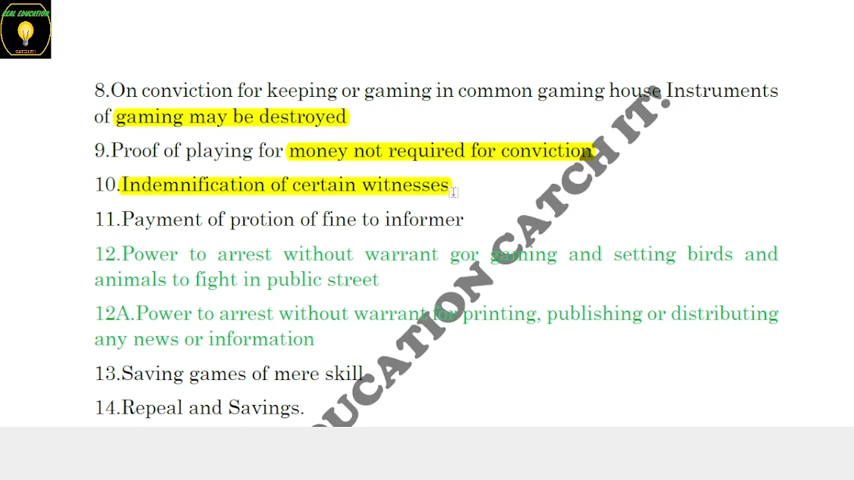 REAL EDUCATION
CATCH IT!
8.On conviction for keeping or gaming in common gaming house Instruments
of gaming may be destroyed
9.Proof of playing for money not required for conviction
10.Indemnification of certain witnesses
11.Payment of protion of fine to informer
12.Power to arrest without warrant gor gaming and setting birds and
animals to fight in public street
12A.Power to arrest without warrant for printing, publishing or distributing
any news or information
13.Saving games of mere skill
14.Repeal and Savings.
EDUCATION CATCH IT!